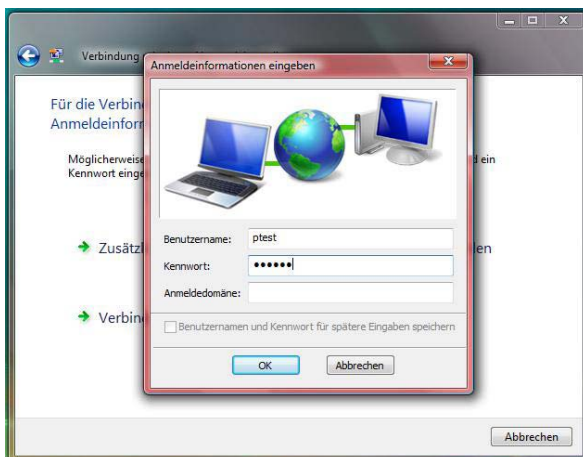 Verbindung
Anmeldeinformationen eingeben
Für die Verbin
Anmeldeinforn
Möglicherweise
d ein
Kennwort einge
Benutzername: ptest
Zusätzl
len
Kennwort: ●●●●●●
Anmeldedomäne:
Verbin
Benutzernamen und Kennwort für spätere Eingaben speichern
OK Abbrechen
Abbrechen